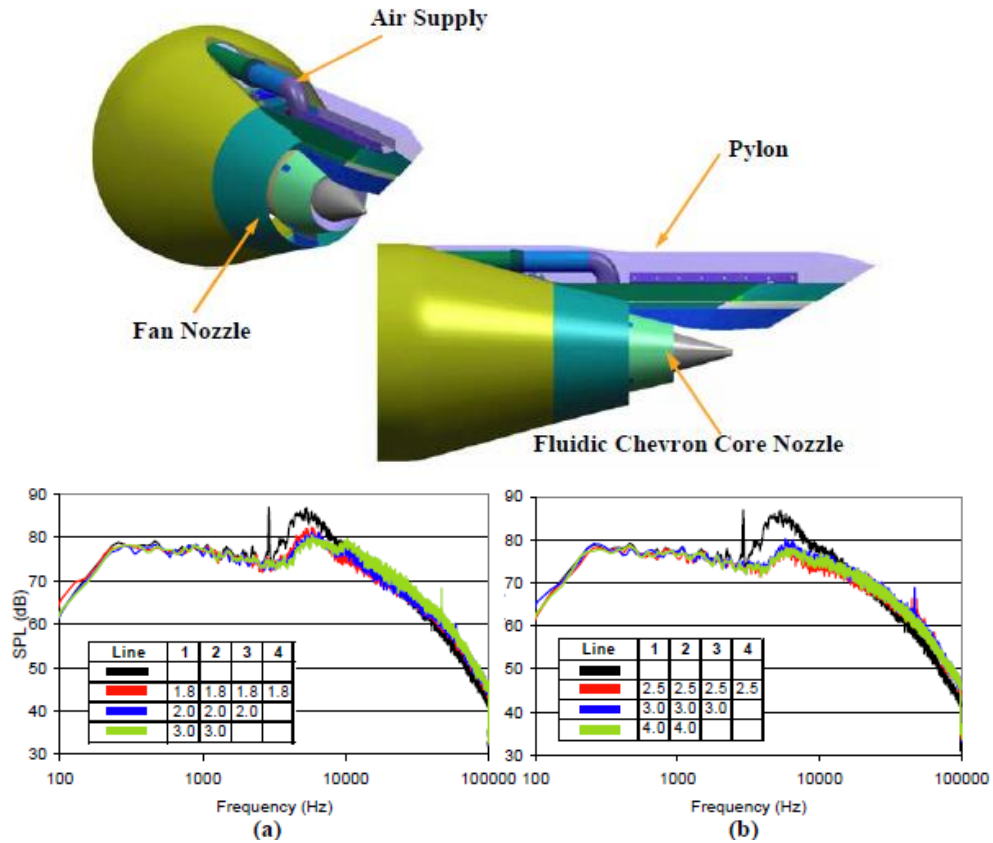 Air Supply
Pylon
Fan Nozzle
Fluidic Chevron Core Nozzle
SPL (dB)
90
80
70
60
50
40
30
Line 1 2 3 4
1.8 1.8 1.8 1.8
2.0 2.0 2.0
3.0 3.0
100 1000 10000 100000
Frequency (Hz)
(a)
90
80
70
60
50
40
30
Line 1 2 3 4
2.5 2.5 2.5 2.5
3.0 3.0 3.0
4.0 4.0
100 1000 10000 100000
Frequency (Hz)
(b)